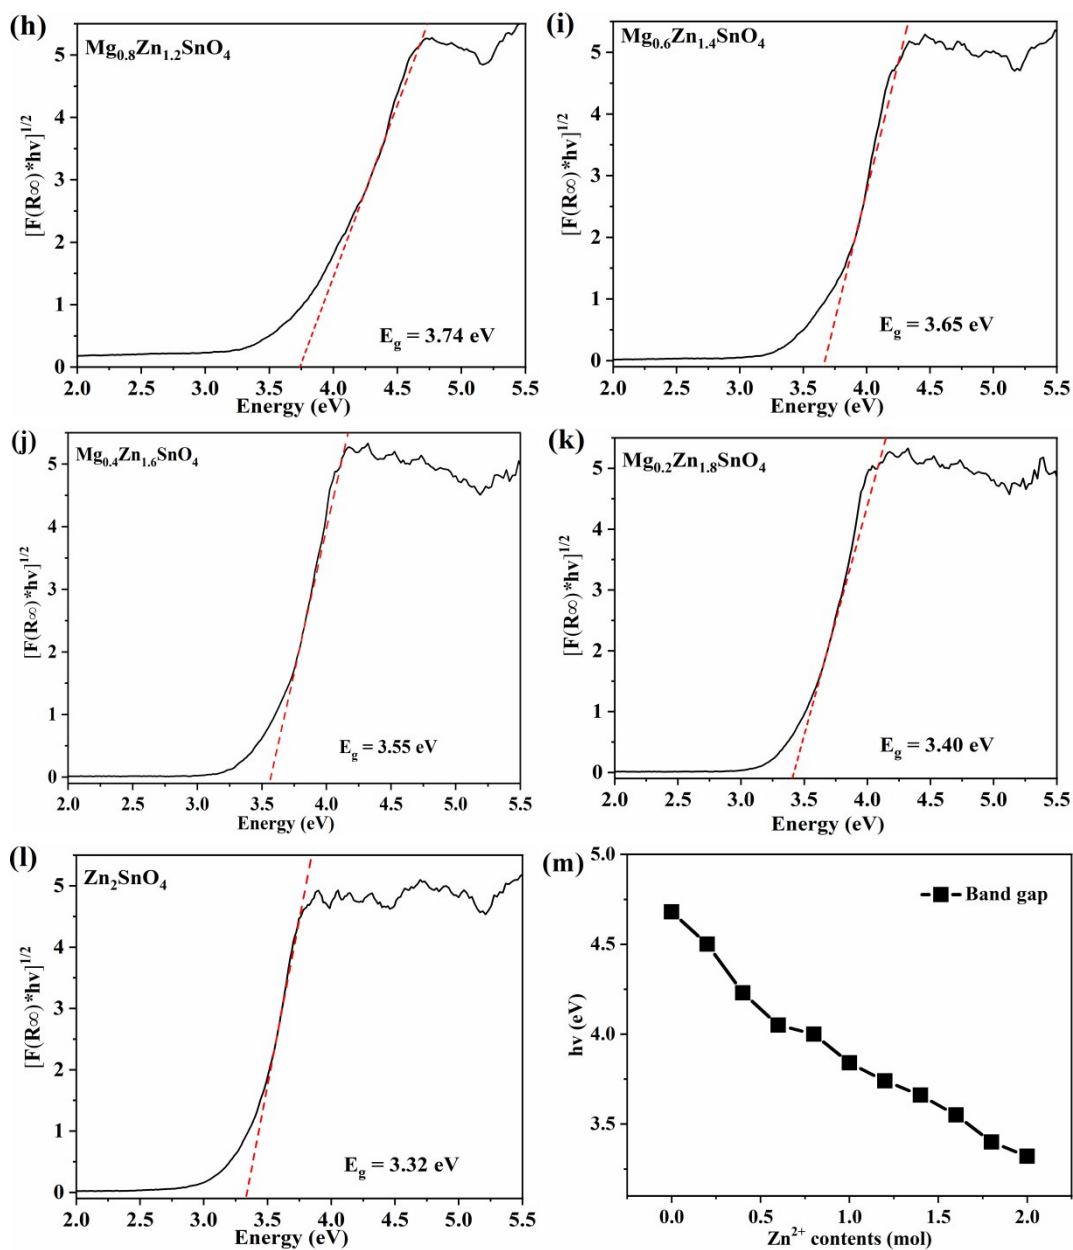 (h)
Mg0.8Zn1.2SnO4
[F(R∞)*hv]1/2
5
4
3
2
1
0
Eg = 3.74 eV
2.0 2.5 3.0 3.5 4.0 4.5 5.0 5.5
Energy (eV)
(i)
Mg0.6Zn1.4SnO4
[F(R∞)*hv]1/2
5
4
3
2
1
0
Eg = 3.65 eV
2.0 2.5 3.0 3.5 4.0 4.5 5.0 5.5
Energy (eV)
(j)
Mg0.4Zn1.6SnO4
[F(R∞)*hv]1/2
5
4
3
2
1
0
Eg = 3.55 eV
2.0 2.5 3.0 3.5 4.0 4.5 5.0 5.5
Energy (eV)
(k)
Mg0.2Zn1.8SnO4
[F(R∞)*hv]1/2
5
4
3
2
1
0
Eg = 3.40 eV
2.0 2.5 3.0 3.5 4.0 4.5 5.0 5.5
Energy (eV)
(l)
Zn2SnO4
[F(R∞)*hv]1/2
5
4
3
2
1
0
Eg = 3.32 eV
2.0 2.5 3.0 3.5 4.0 4.5 5.0 5.5
Energy (eV)
(m)
Band gap
hv (eV)
5.0
4.5
4.0
3.5
0.0 0.5 1.0 1.5 2.0
Zn2+ contents (mol)